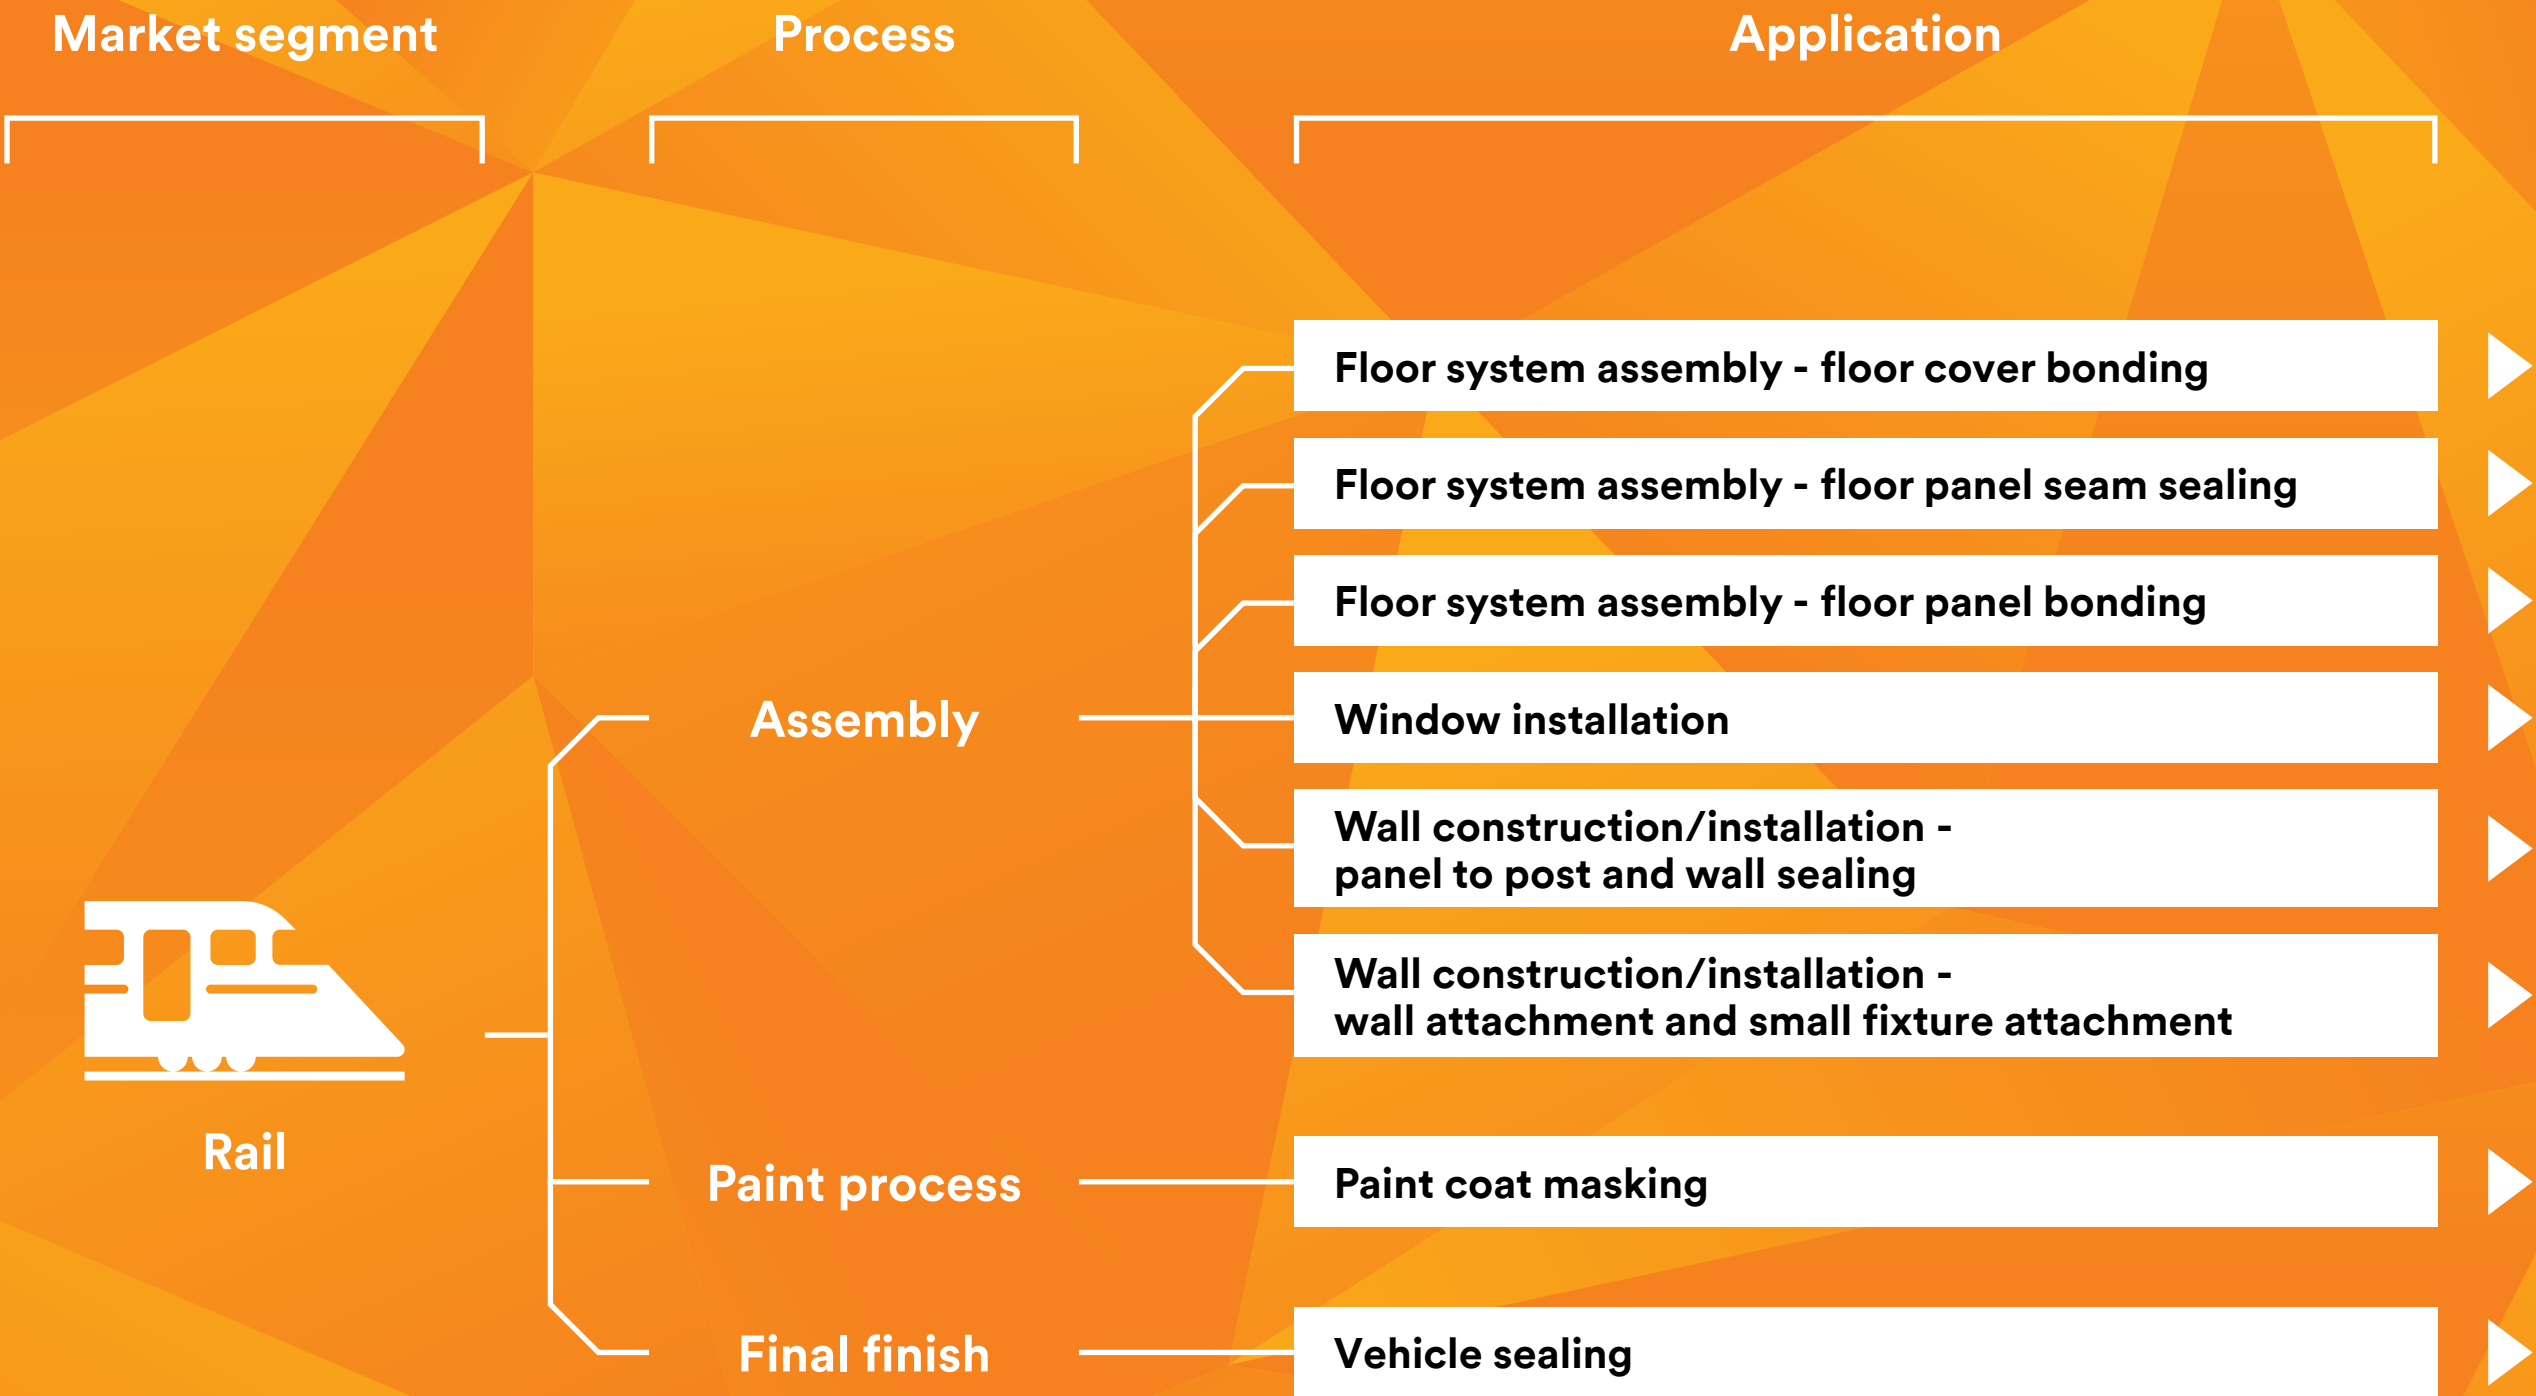 Market segment
Process
Application
Floor system assembly - floor cover bonding
Floor system assembly - floor panel seam sealing
Floor system assembly - floor panel bonding
Assembly
Window installation
Wall construction/installation -
panel to post and wall sealing
Wall construction/installation -
wall attachment and small fixture attachment
Rail
Paint process
Paint coat masking
Final finish
Vehicle sealing